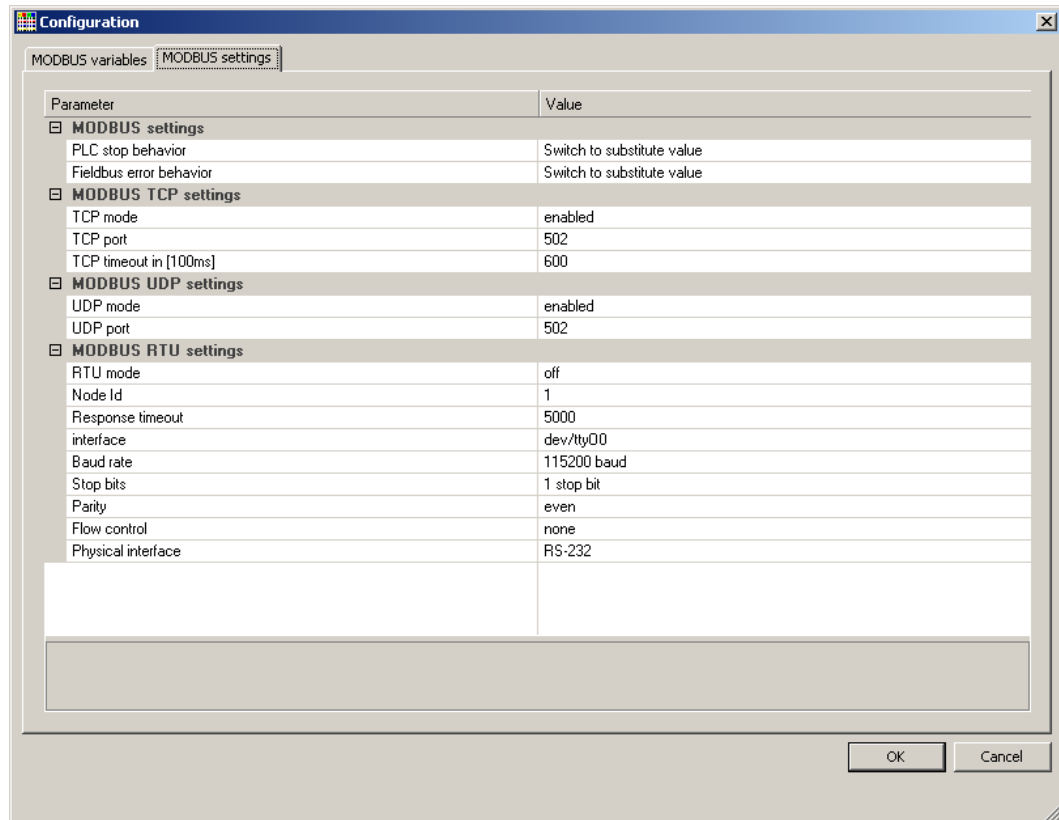 Configuration
MODBUS variables MODBUS settings
Parameter Value
MODBUS settings
PLC stop behavior Switch to substitute value
Fieldbus error behavior Switch to substitute value
MODBUS TCP settings
TCP mode enabled
TCP port 502
TCP timeout in [100ms] 600
MODBUS UDP settings
UDP mode enabled
UDP port 502
MODBUS RTU settings
RTU mode off
Node Id 1
Response timeout 5000
interface dev/ttyO0
Baud rate 115200 baud
Stop bits 1 stop bit
Parity even
Flow control none
Physical interface RS-232
OK Cancel